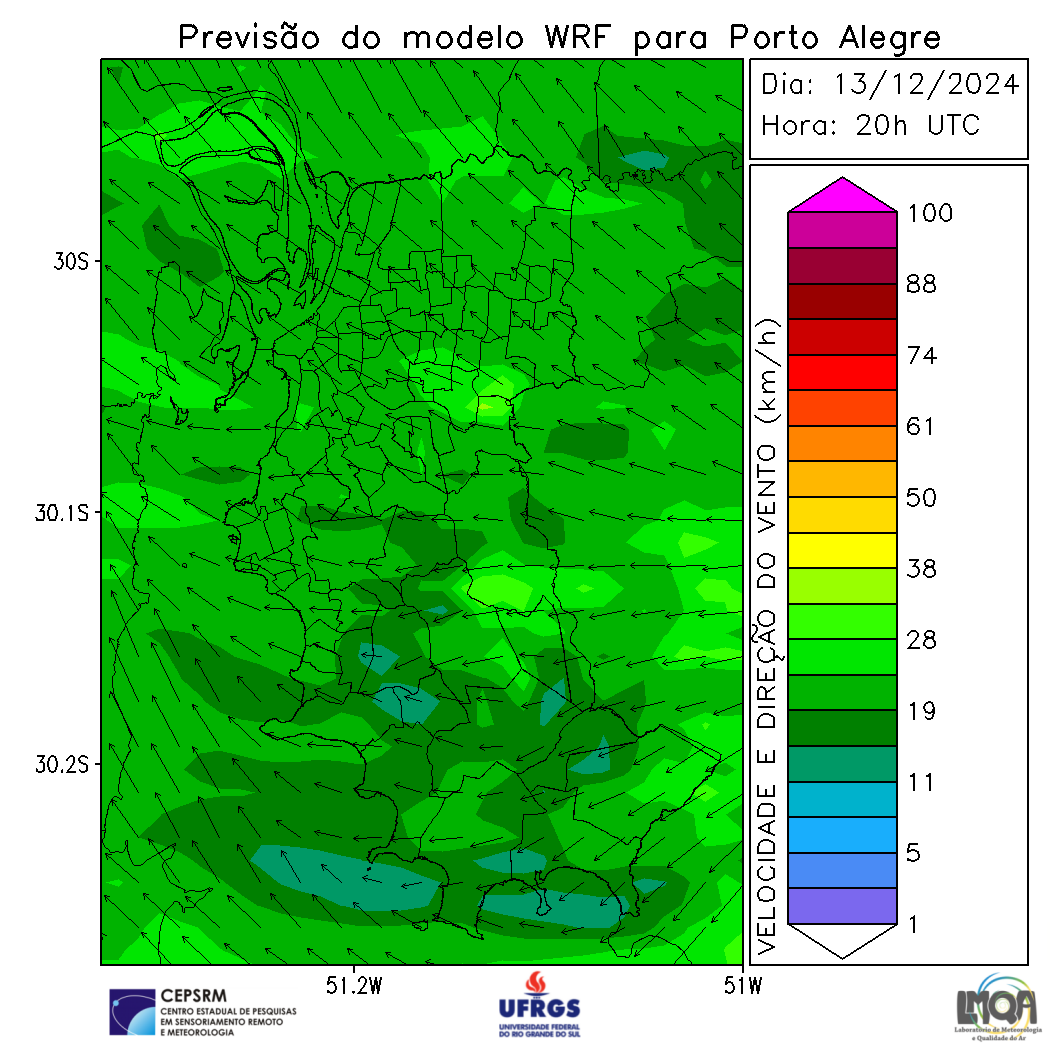 Previsão do modelo WRF para Porto Alegre
Dia: 13/12/2024
Hora: 20h UTC
30S
30.1S
30.2S
51.2W
51W
VELOCIDADE E DIREÇÃO DO VENTO (km/h)
100
88
74
61
50
38
28
19
11
5
1
CEPSRM
CENTRO ESTADUAL DE PESQUISAS
EM SENSORIAMENTO REMOTO
E METEOROLOGIA
UFRGS
UNIVERSIDADE FEDERAL
DO RIO GRANDE DO SUL
LMQA
Laboratório de Meteorologia
e Qualidade do Ar